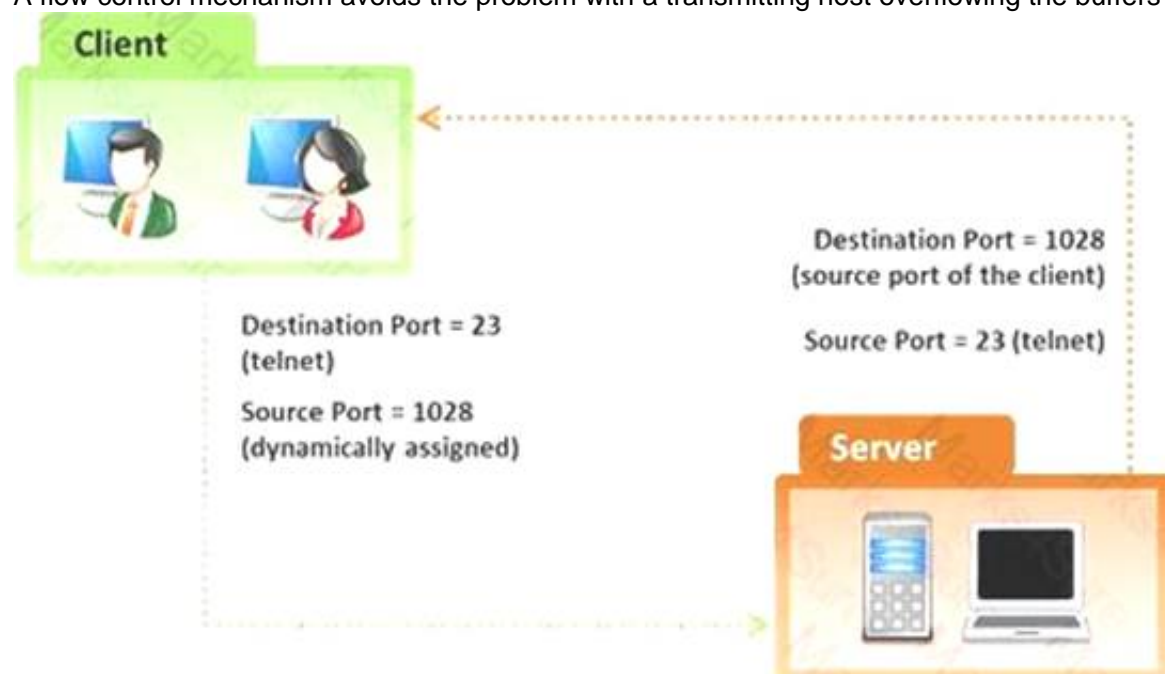 A flow control mechanism avoids the problem with a transmitting host overflowing the buffers
Client
Destination Port = 1028
(source port of the client)
Destination Port = 23
(telnet)
Source Port = 23 (telnet)
Source Port = 1028
(dynamically assigned)
Server